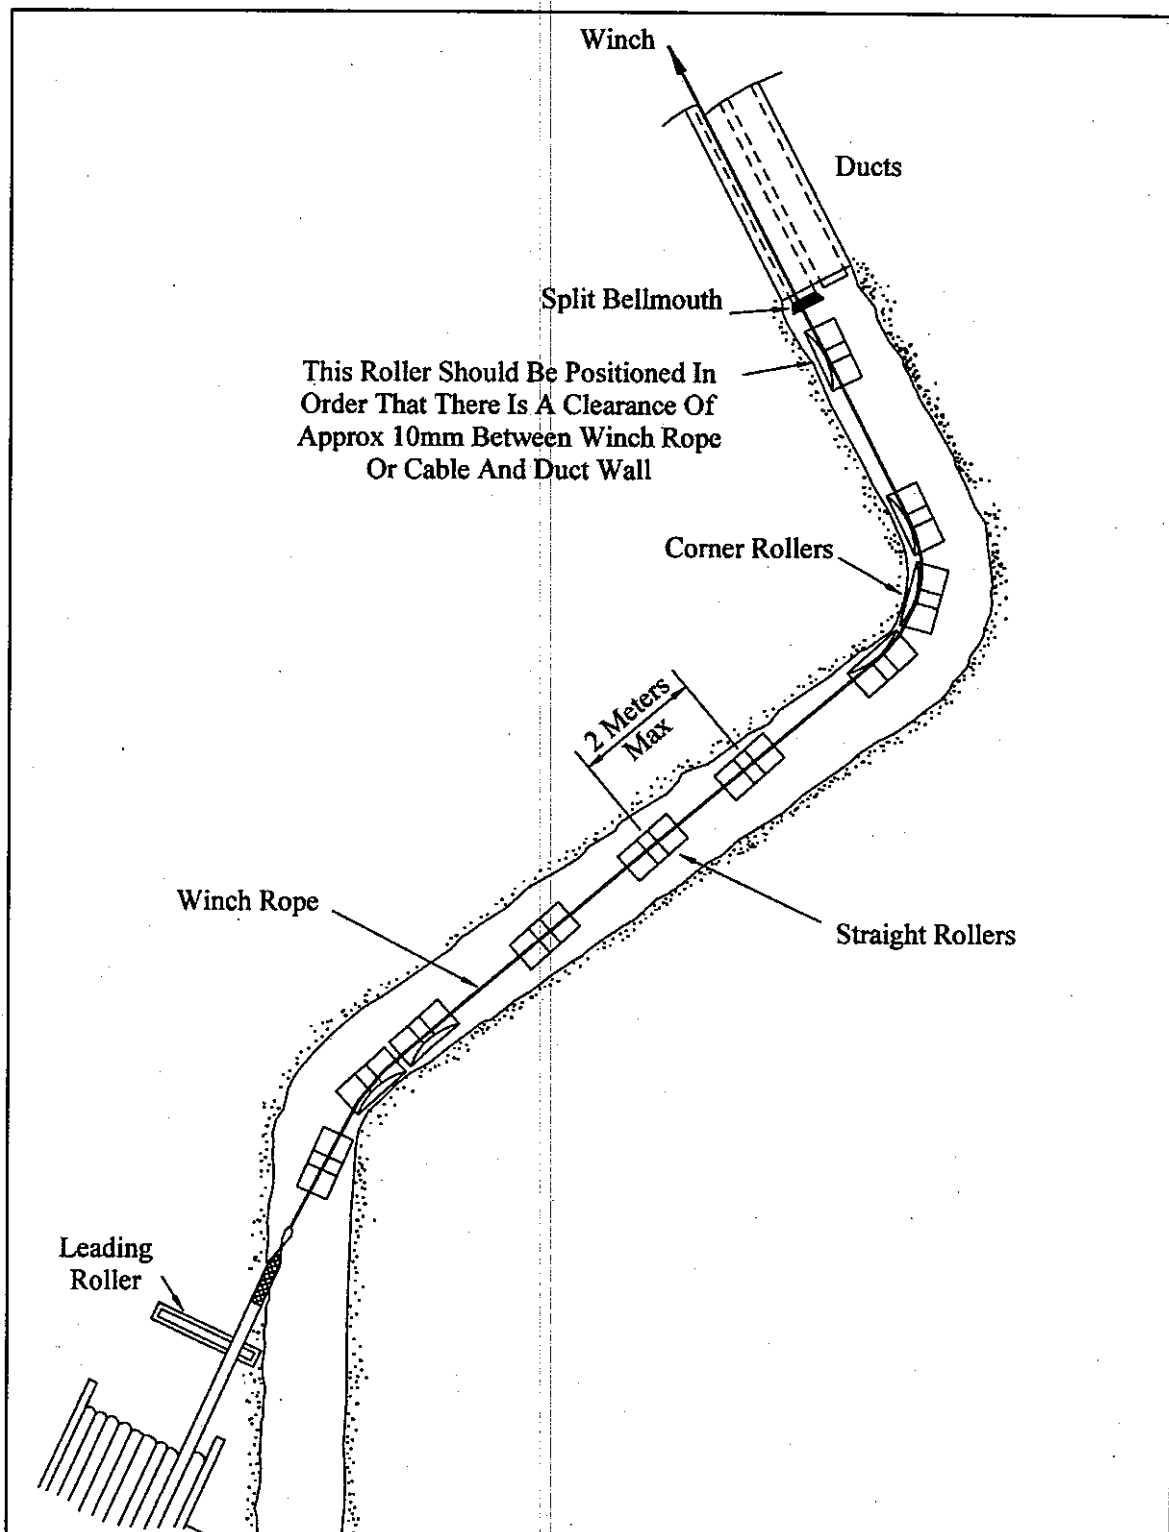 Winch
Ducts
Split Bellmouth
This Roller Should Be Positioned In
Order That There Is A Clearance Of
Approx 10mm Between Winch Rope
Or Cable And Duct Wall
Corner Rollers
2 Meters
Max
Winch Rope
Straight Rollers
Leading
Roller